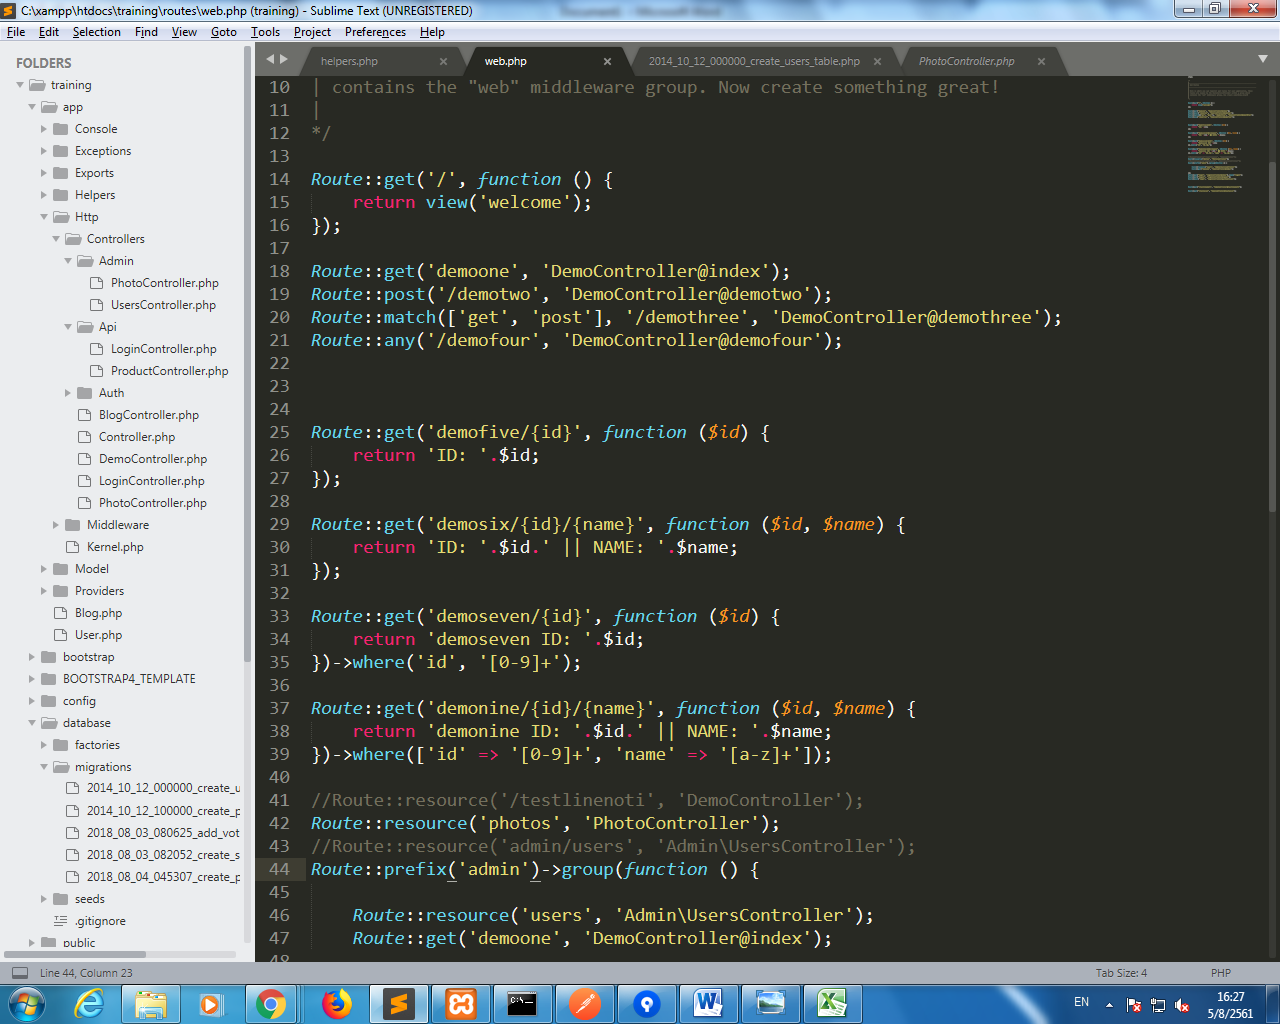 C:\xampp\htdocs\training\routes\web.php (training) - Sublime Text (UNREGISTERED)
File Edit Selection Find View Goto Tools Project Preferences Help
FOLDERS
training
app
Console
Exceptions
Exports
Helpers
Http
Controllers
Admin
PhotoController.php
UsersController.php
Api
LoginController.php
ProductController.php
Auth
BlogController.php
Controller.php
DemoController.php
LoginController.php
PhotoController.php
Middleware
Kernel.php
Model
Providers
Blog.php
User.php
bootstrap
BOOTSTRAP4_TEMPLATE
config
database
factories
migrations
2014_10_12_000000_create_u
2014_10_12_100000_create_p
2018_08_03_080625_add_vot
2018_08_03_082052_create_s
2018_08_04_045307_create_p
seeds
.gitignore
public
helpers.php web.php 2014_10_12_000000_create_users_table.php PhotoController.php
10 | contains the "web" middleware group. Now create something great!
11 |
12 */
13
14 Route::get('/', function () {
15     return view('welcome');
16 });
17
18 Route::get('demoone', 'DemoController@index');
19 Route::post('/demotwo', 'DemoController@demotwo');
20 Route::match(['get', 'post'], '/demothree', 'DemoController@demothree');
21 Route::any('/demofour', 'DemoController@demofour');
22
23
24
25 Route::get('demofive/{id}', function ($id) {
26     return 'ID: '.$id;
27 });
28
29 Route::get('demosix/{id}/{name}', function ($id, $name) {
30     return 'ID: '.$id.' || NAME: '.$name;
31 });
32
33 Route::get('demoseven/{id}', function ($id) {
34     return 'demoseven ID: '.$id;
35 })->where('id', '[0-9]+');
36
37 Route::get('demonine/{id}/{name}', function ($id, $name) {
38     return 'demonine ID: '.$id.' || NAME: '.$name;
39 })->where(['id' => '[0-9]+', 'name' => '[a-z]+']);
40
41 //Route::resource('/testlinenoti', 'DemoController');
42 Route::resource('photos', 'PhotoController');
43 //Route::resource('admin/users', 'Admin\UsersController');
44 Route::prefix('admin')->group(function () {
45
46     Route::resource('users', 'Admin\UsersController');
47     Route::get('demoone', 'DemoController@index');
48
Line 44, Column 23 Tab Size: 4 PHP
EN 16:27
5/8/2561